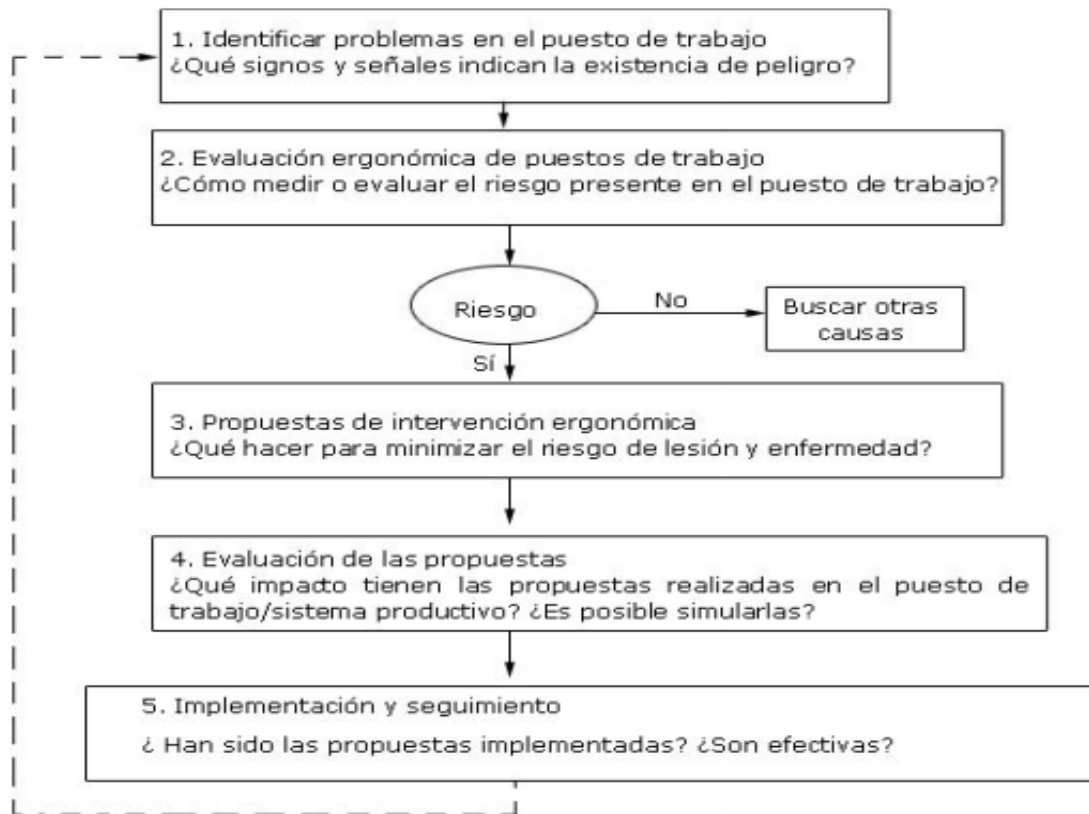 1. Identificar problemas en el puesto de trabajo
¿Qué signos y señales indican la existencia de peligro?
2. Evaluación ergonómica de puestos de trabajo
¿Cómo medir o evaluar el riesgo presente en el puesto de trabajo?
Riesgo
No
Buscar otras
causas
Sí
3. Propuestas de intervención ergonómica
¿Qué hacer para minimizar el riesgo de lesión y enfermedad?
4. Evaluación de las propuestas
¿Qué impacto tienen las propuestas realizadas en el puesto de
trabajo/sistema productivo? ¿Es posible simularlas?
5. Implementación y seguimiento
¿ Han sido las propuestas implementadas? ¿Son efectivas?